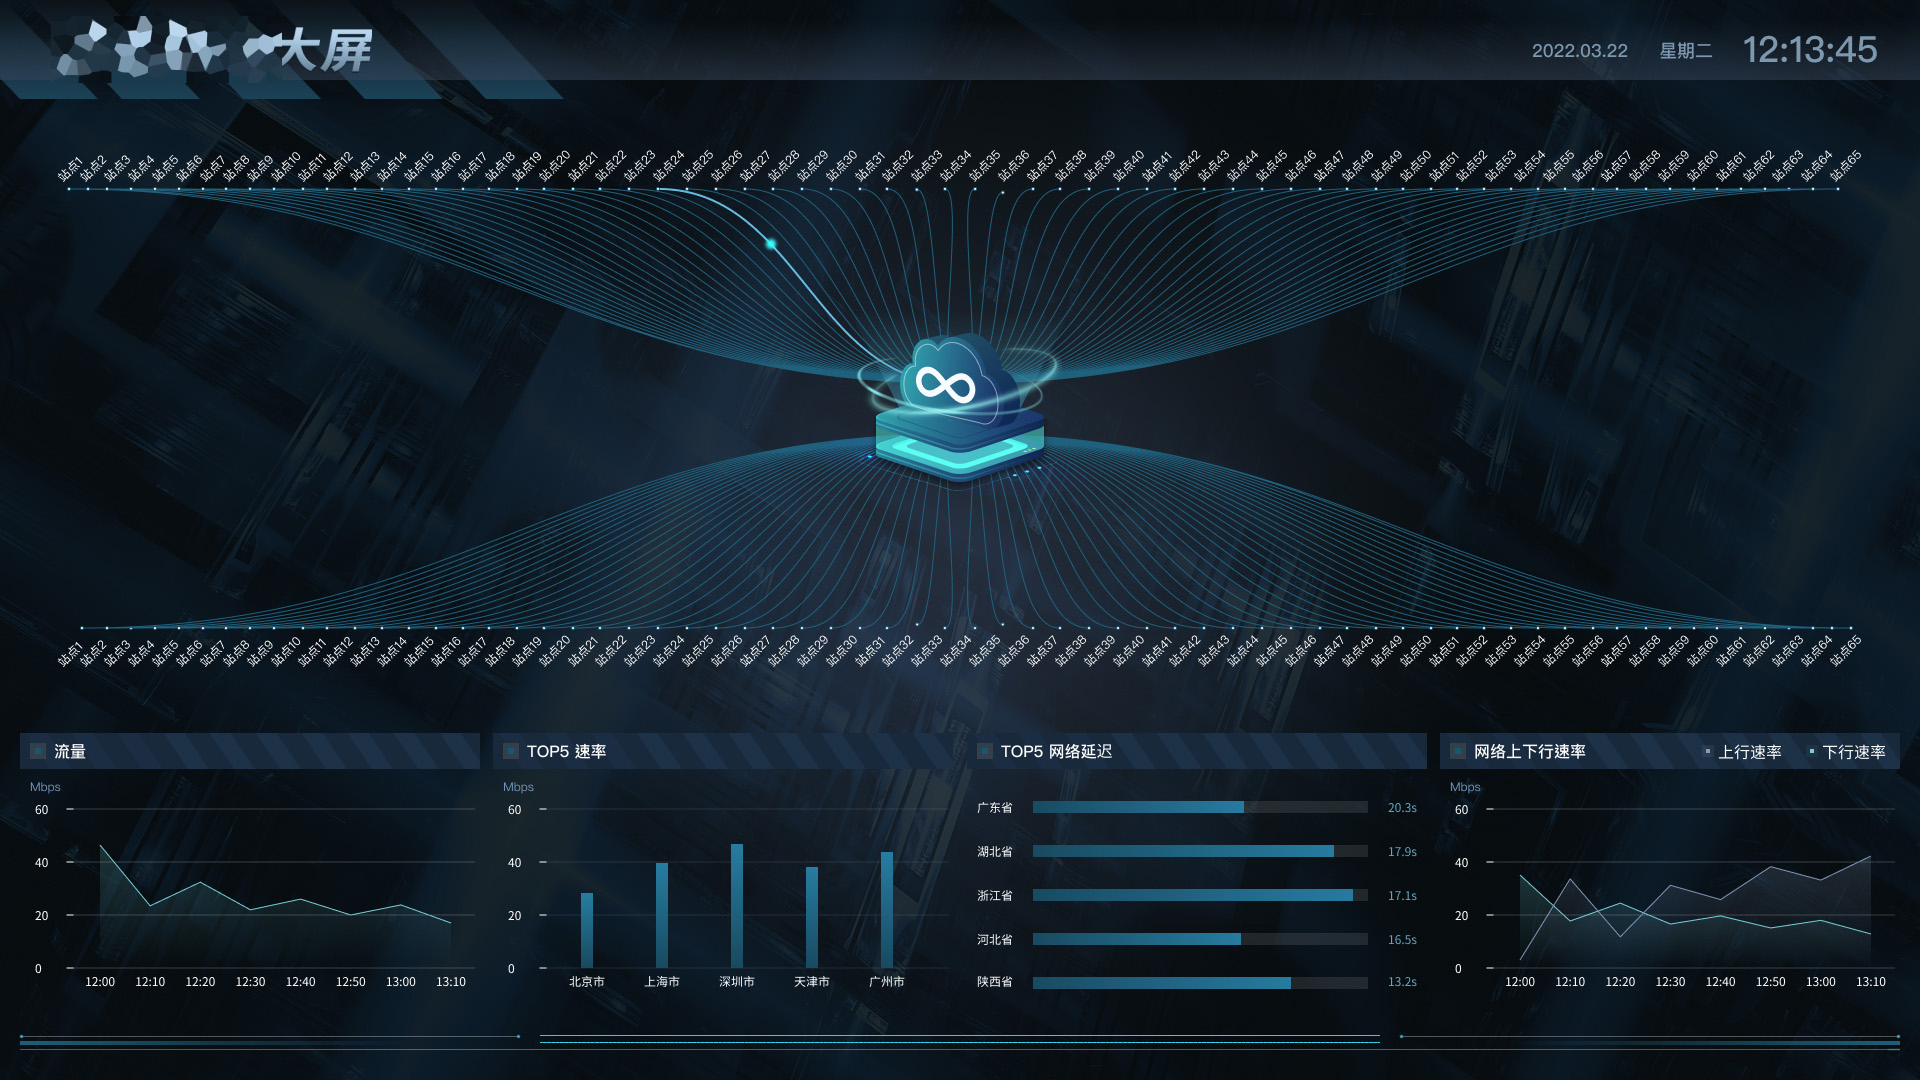 大屏
2022.03.22 星期二 12:13:45
站点1 站点2 站点3 站点4 站点5 站点6 站点7 站点8 站点9 站点10 站点11 站点12 站点13 站点14 站点15 站点16 站点17 站点18 站点19 站点20 站点21 站点22 站点23 站点24 站点25 站点26 站点27 站点28 站点29 站点30 站点31 站点32 站点33 站点34 站点35 站点36 站点37 站点38 站点39 站点40 站点41 站点42 站点43 站点44 站点45 站点46 站点47 站点48 站点49 站点50 站点51 站点52 站点53 站点54 站点55 站点56 站点57 站点58 站点59 站点60 站点61 站点62 站点63 站点64 站点65
站点1 站点2 站点3 站点4 站点5 站点6 站点7 站点8 站点9 站点10 站点11 站点12 站点13 站点14 站点15 站点16 站点17 站点18 站点19 站点20 站点21 站点22 站点23 站点24 站点25 站点26 站点27 站点28 站点29 站点30 站点31 站点32 站点33 站点34 站点35 站点36 站点37 站点38 站点39 站点40 站点41 站点42 站点43 站点44 站点45 站点46 站点47 站点48 站点49 站点50 站点51 站点52 站点53 站点54 站点55 站点56 站点57 站点58 站点59 站点60 站点61 站点62 站点63 站点64 站点65
流量
Mbps
60
40
20
0
12:00 12:10 12:20 12:30 12:40 12:50 13:00 13:10
TOP5 速率
Mbps
60
40
20
0
北京市 上海市 深圳市 天津市 广州市
TOP5 网络延迟
广东省 20.3s
湖北省 17.9s
浙江省 17.1s
河北省 16.5s
陕西省 13.2s
网络上下行速率 上行速率 下行速率
Mbps
60
40
20
0
12:00 12:10 12:20 12:30 12:40 12:50 13:00 13:10